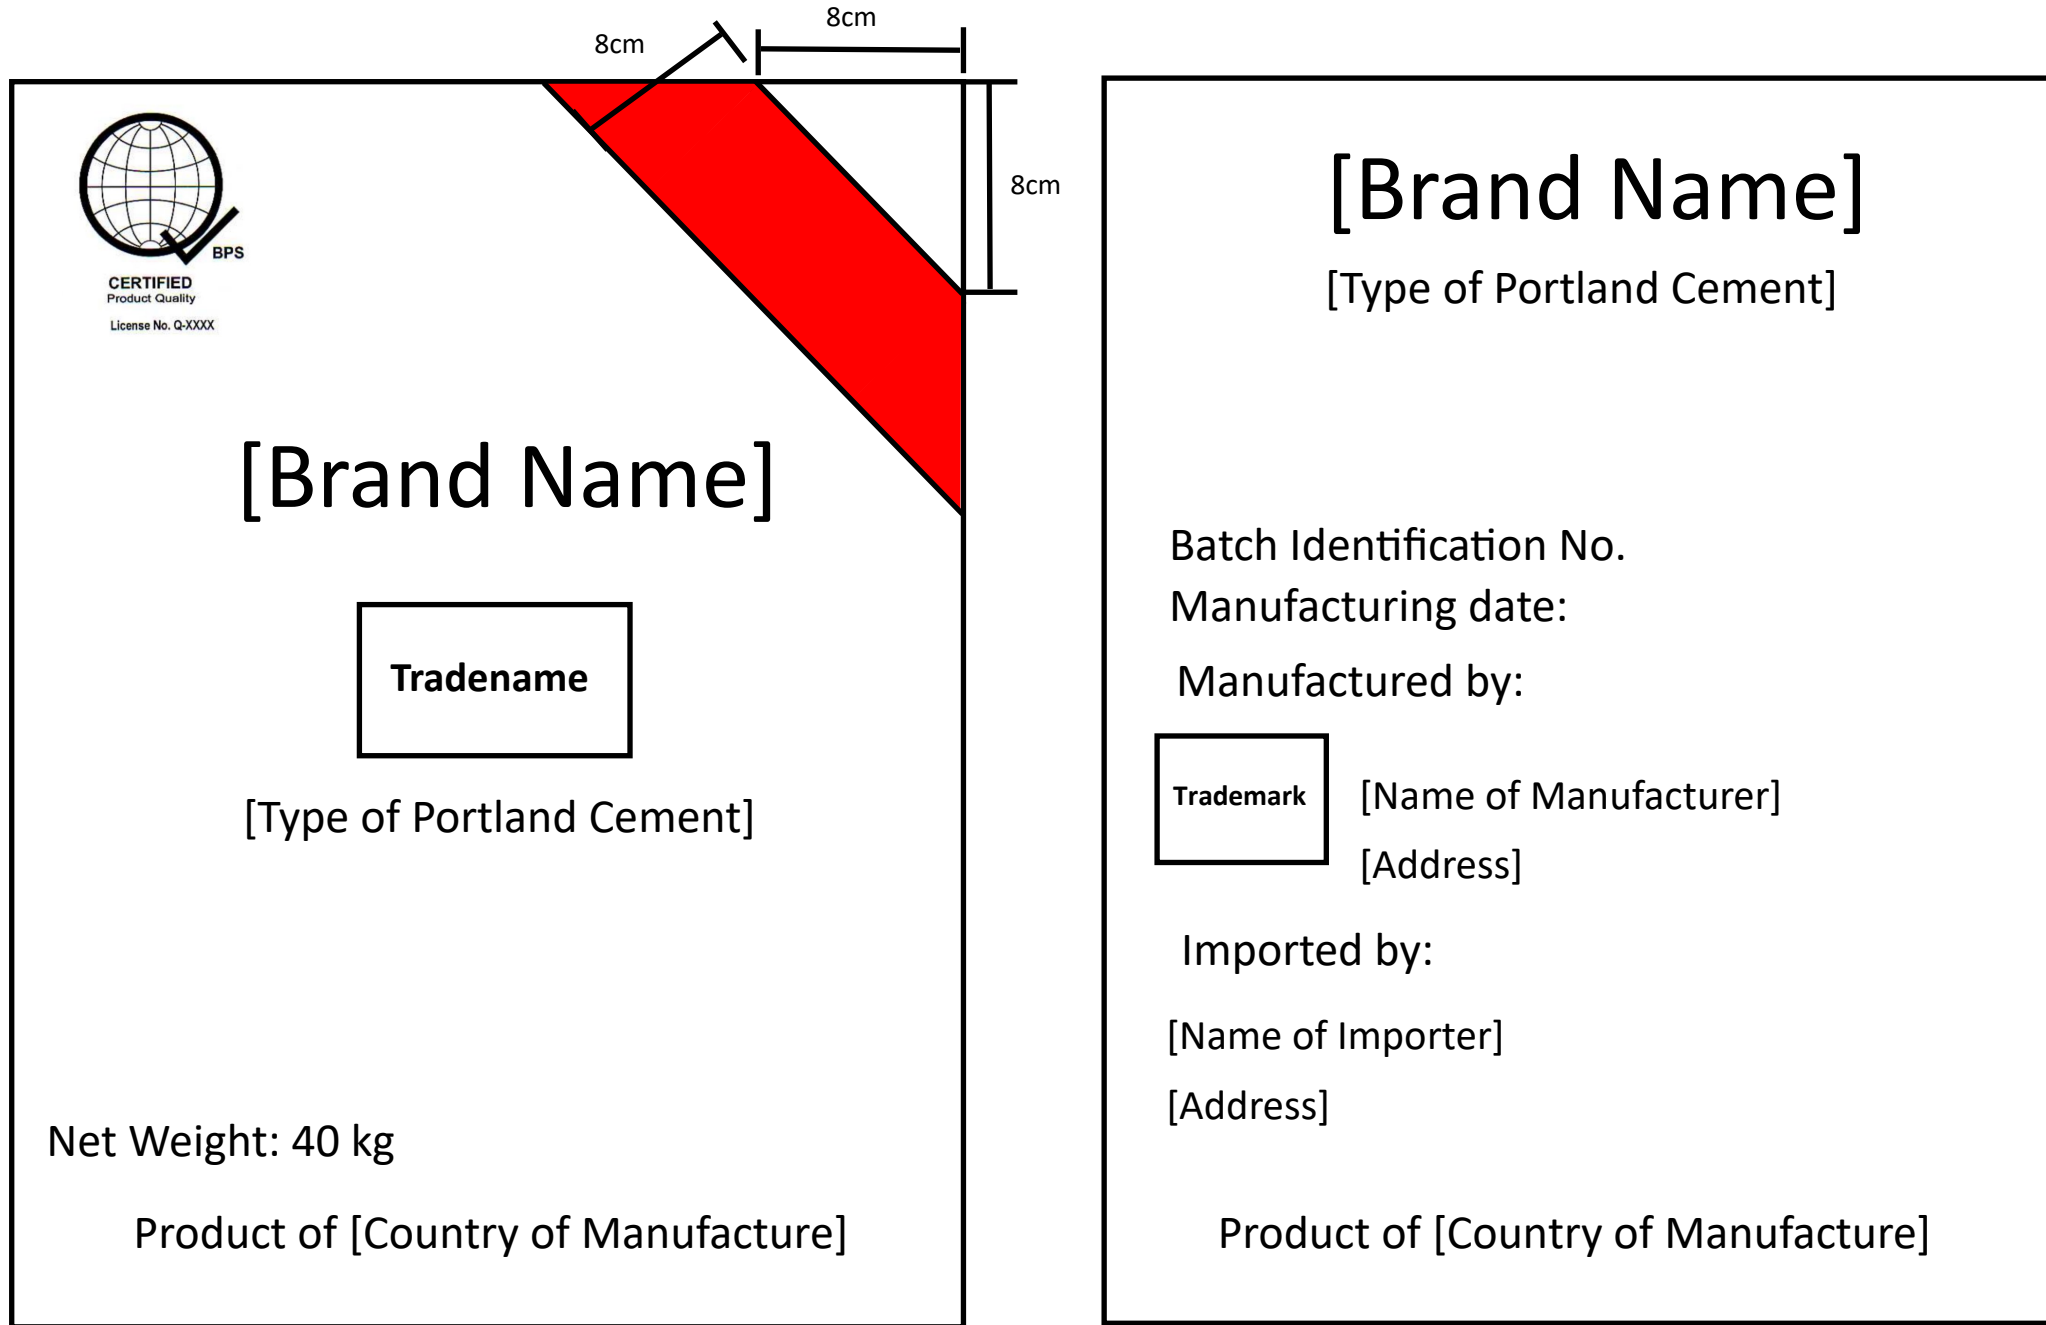 8cm
8cm
8cm
BPS
CERTIFIED
Product Quality
License No. Q-XXXX
[Brand Name]
Tradename
[Type of Portland Cement]
Net Weight: 40 kg
Product of [Country of Manufacture]
[Brand Name]
[Type of Portland Cement]
Batch Identification No.
Manufacturing date:
Manufactured by:
Trademark
[Name of Manufacturer]
[Address]
Imported by:
[Name of Importer]
[Address]
Product of [Country of Manufacture]